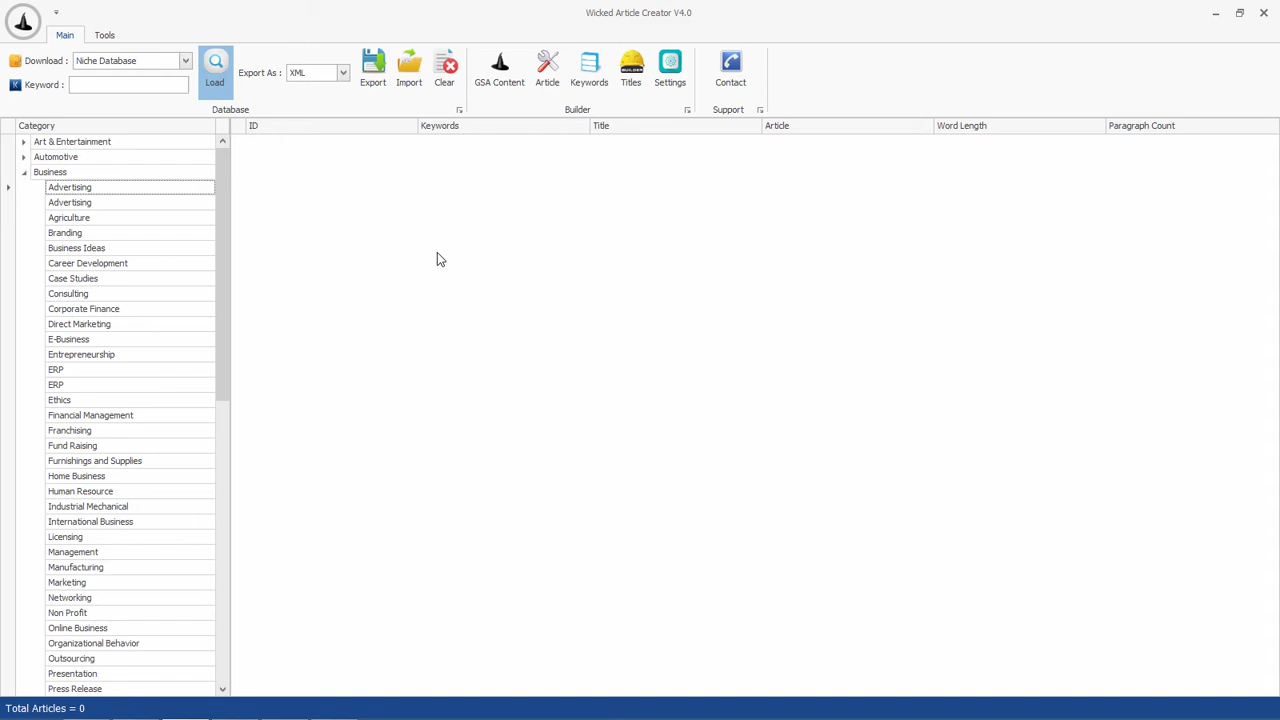 Wicked Article Creator V4.0
Main Tools
Download : Niche Database
Keyword :
Load
Export As : XML
Export Import Clear
GSA Content Article Keywords Titles Settings
Contact
Database Builder Support
Category ID Keywords Title Article Word Length Paragraph Count
Art & Entertainment
Automotive
Business
Advertising
Advertising
Agriculture
Branding
Business Ideas
Career Development
Case Studies
Consulting
Corporate Finance
Direct Marketing
E-Business
Entrepreneurship
ERP
ERP
Ethics
Financial Management
Franchising
Fund Raising
Furnishings and Supplies
Home Business
Human Resource
Industrial Mechanical
International Business
Licensing
Management
Manufacturing
Marketing
Networking
Non Profit
Online Business
Organizational Behavior
Outsourcing
Presentation
Press Release
Total Articles = 0